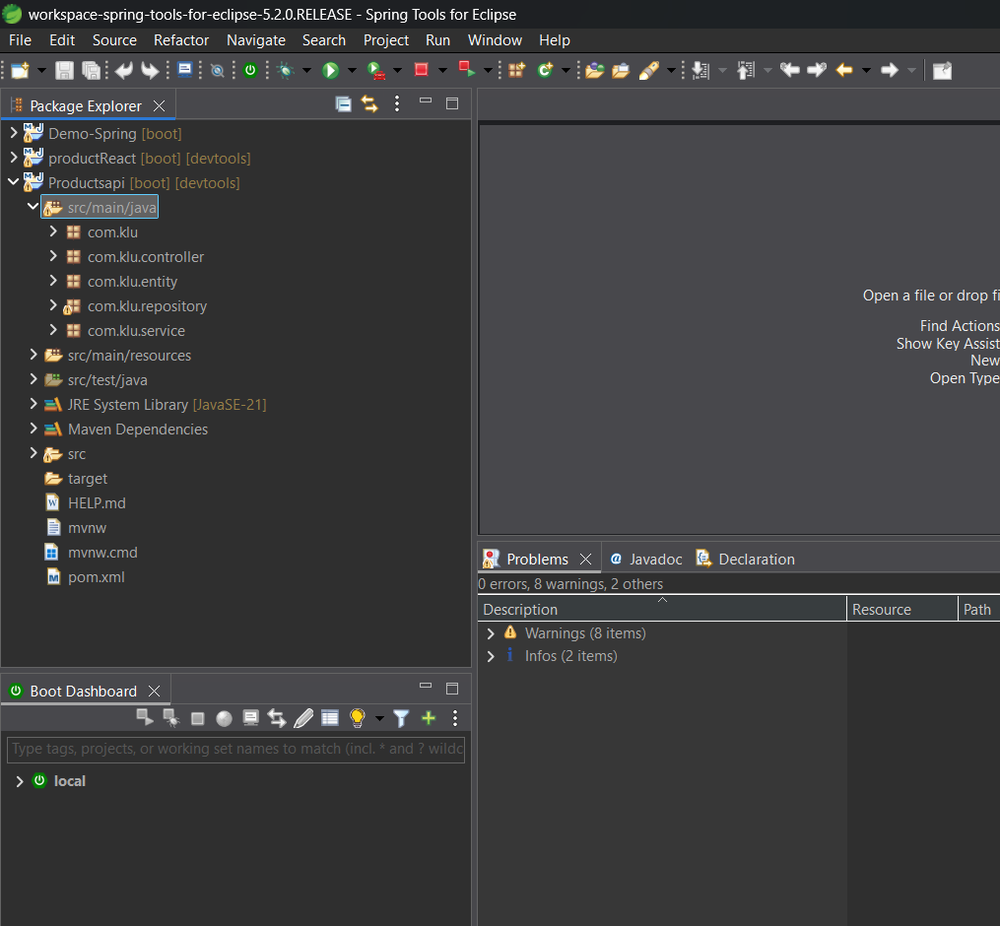 workspace-spring-tools-for-eclipse-5.2.0.RELEASE - Spring Tools for Eclipse
File Edit Source Refactor Navigate Search Project Run Window Help
Package Explorer
Demo-Spring [boot]
productReact [boot] [devtools]
Productsapi [boot] [devtools]
src/main/java
com.klu
com.klu.controller
com.klu.entity
com.klu.repository
com.klu.service
src/main/resources
src/test/java
JRE System Library [JavaSE-21]
Maven Dependencies
src
target
HELP.md
mvnw
mvnw.cmd
pom.xml
Open a file or drop fi
Find Actions
Show Key Assist
New
Open Type
Problems Javadoc Declaration
0 errors, 8 warnings, 2 others
Description Resource Path
Warnings (8 items)
Infos (2 items)
Boot Dashboard
Type tags, projects, or working set names to match (incl. * and ? wildc
local